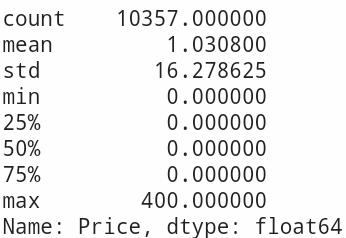 count    10357.000000
mean         1.030800
std         16.278625
min          0.000000
25%          0.000000
50%          0.000000
75%          0.000000
max        400.000000
Name: Price, dtype: float64